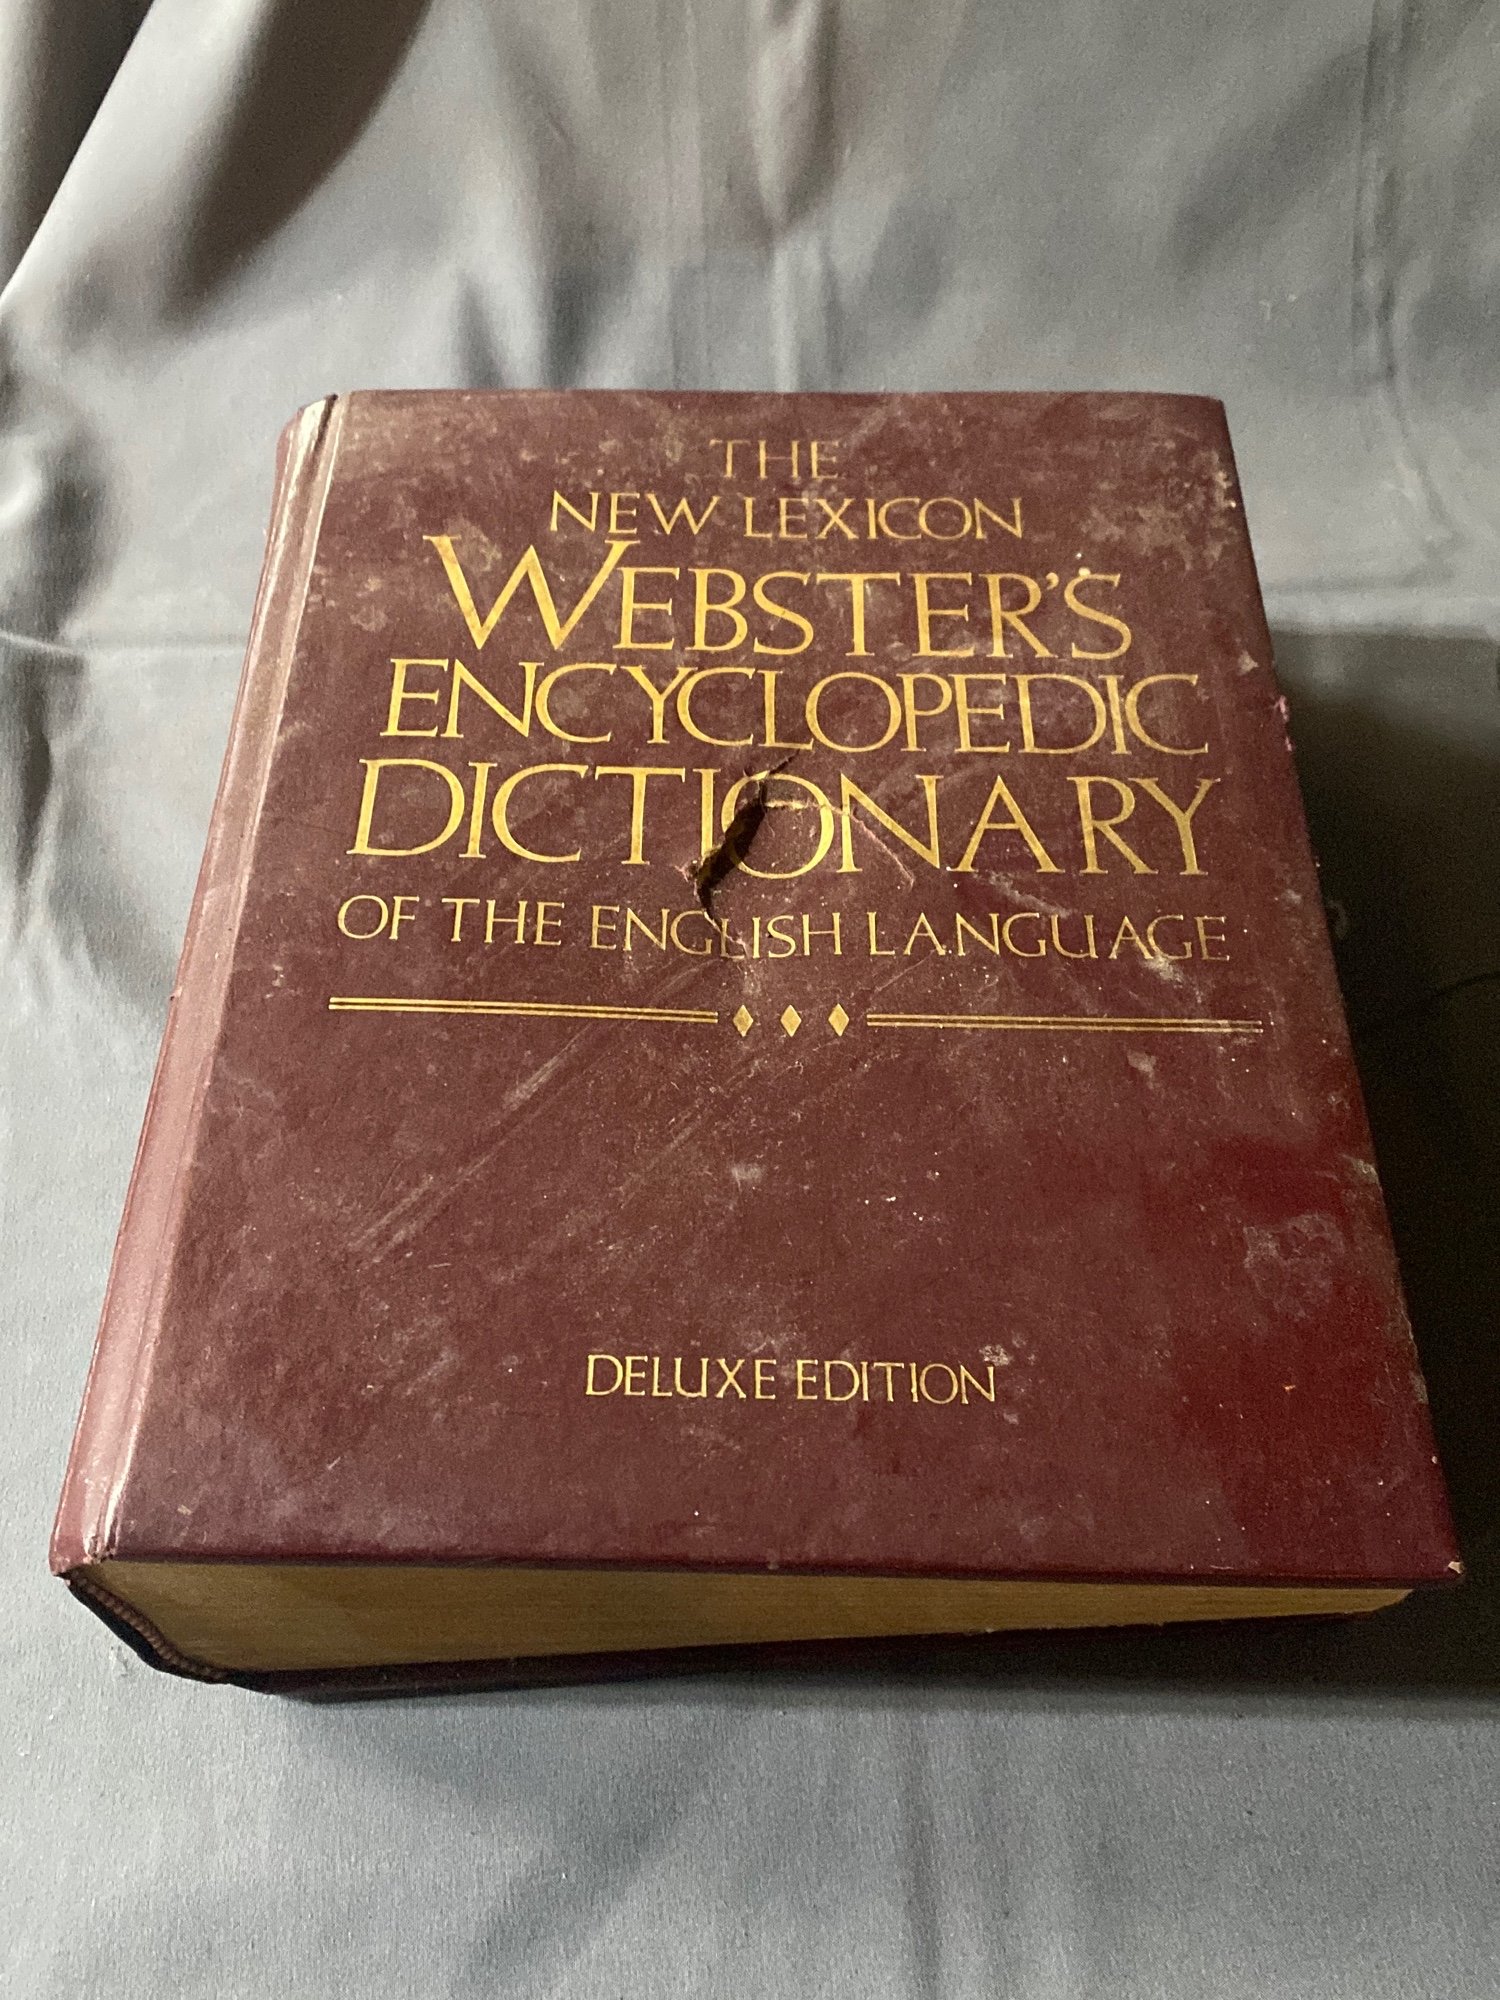 THE
NEW LEXICON
WEBSTER'S
ENCYCLOPEDIC
DICTIONARY
OF THE ENGLISH LANGUAGE
DELUXE EDITION